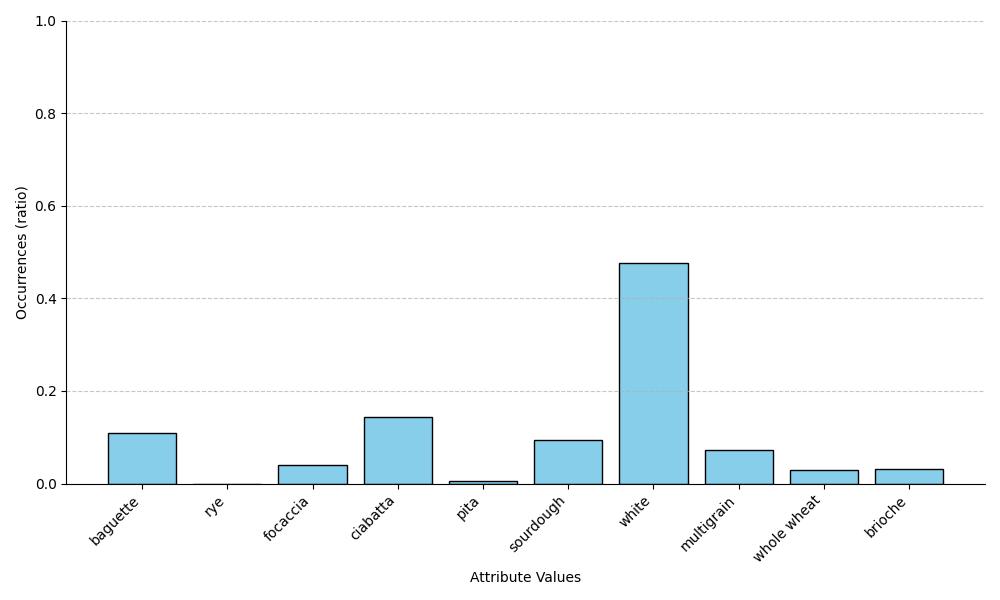 1.0
0.8
0.6
0.4
0.2
0.0
Occurrences (ratio)
baguette
rye
focaccia
ciabatta
pita
sourdough
white
multigrain
whole wheat
brioche
Attribute Values